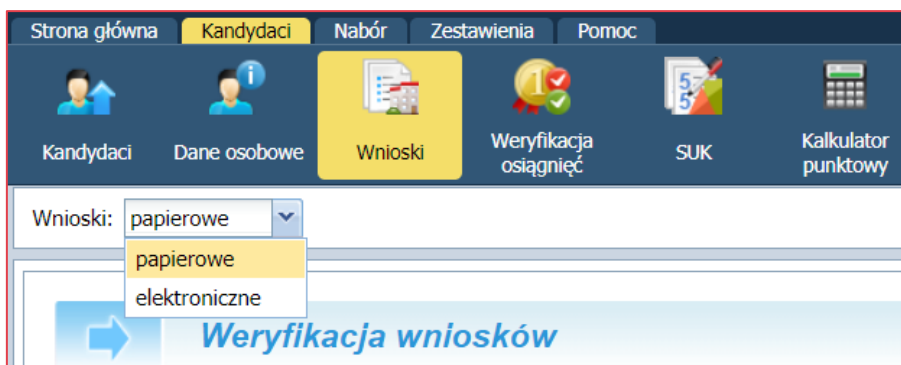 Strona główna Kandydaci Nabór Zestawienia Pomoc
Kandydaci Dane osobowe Wnioski Weryfikacja osiągnięć SUK Kalkulator punktowy
Wnioski: papierowe
papierowe
elektroniczne
Weryfikacja wniosków